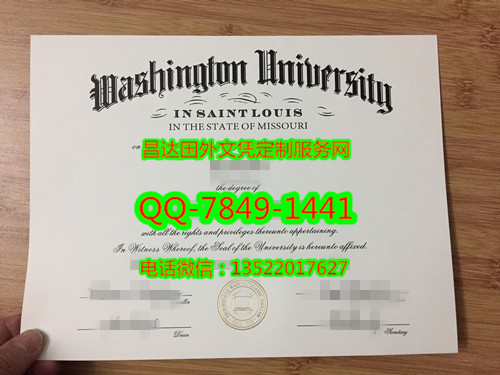 Washington University
IN SAINT LOUIS
IN THE STATE OF MISSOURI
on
昌达国外文凭定制服务网
the degree of
QQ-7849-1441
with all the rights and privileges thereunto appertaining.
In Witness Whereof, the Seal of the University is hereunto affixed.
电话微信：13522017627
Dean
Secretary